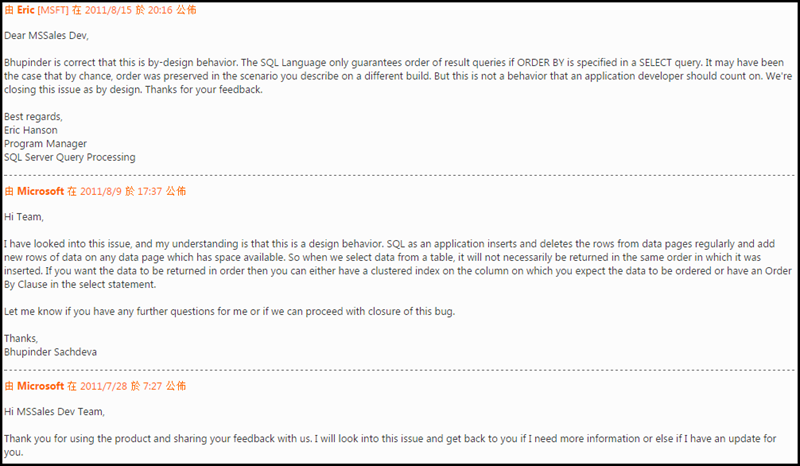 由 Eric [MSFT] 在 2011/8/15 於 20:16 公佈
Dear MSSales Dev,
Bhupinder is correct that this is by-design behavior. The SQL Language only guarantees order of result queries if ORDER BY is specified in a SELECT query. It may have been
the case that by chance, order was preserved in the scenario you describe on a different build. But this is not a behavior that an application developer should count on. We're
closing this issue as by design. Thanks for your feedback.
Best regards,
Eric Hanson
Program Manager
SQL Server Query Processing
由 Microsoft 在 2011/8/9 於 17:37 公佈
Hi Team,
I have looked into this issue, and my understanding is that this is a design behavior. SQL as an application inserts and deletes the rows from data pages regularly and add
new rows of data on any data page which has space available. So when we select data from a table, it will not necessarily be returned in the same order in which it was
inserted. If you want the data to be returned in order then you can either have a clustered index on the column on which you expect the data to be ordered or have an Order
By Clause in the select statement.
Let me know if you have any further questions for me or if we can proceed with closure of this bug.
Thanks,
Bhupinder Sachdeva
由 Microsoft 在 2011/7/28 於 7:27 公佈
Hi MSSales Dev Team,
Thank you for using the product and sharing your feedback with us. I will look into this issue and get back to you if I need more information or else if I have an update for
you.